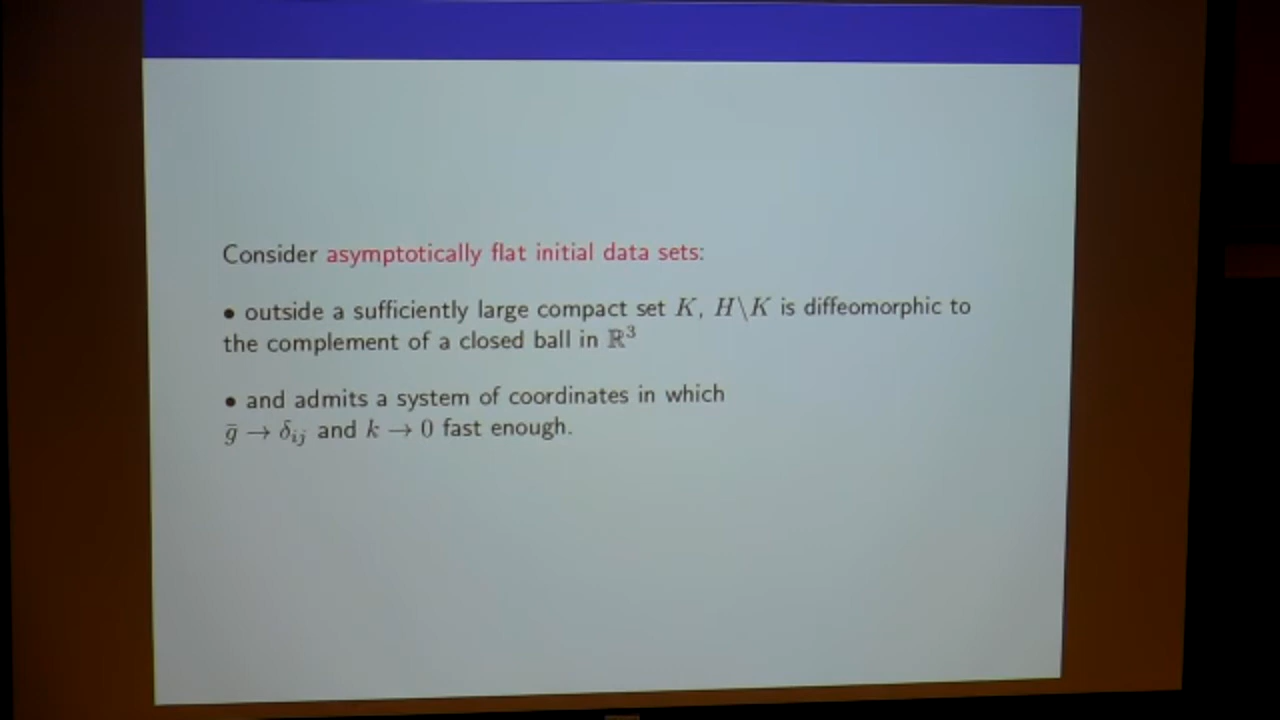 Consider asymptotically flat initial data sets:
• outside a sufficiently large compact set K, H\K is diffeomorphic to
the complement of a closed ball in ℝ³
• and admits a system of coordinates in which
ḡ → δᵢⱼ and k → 0 fast enough.